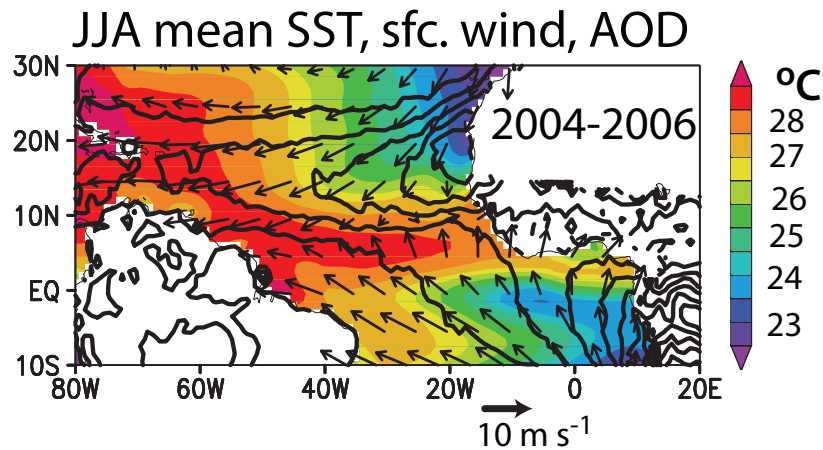 JJA mean SST, sfc. wind, AOD
30N
20N
10N
EQ
10S
80W 60W 40W 20W 0 20E
2004-2006
ºC
28
27
26
25
24
23
10 m s⁻¹